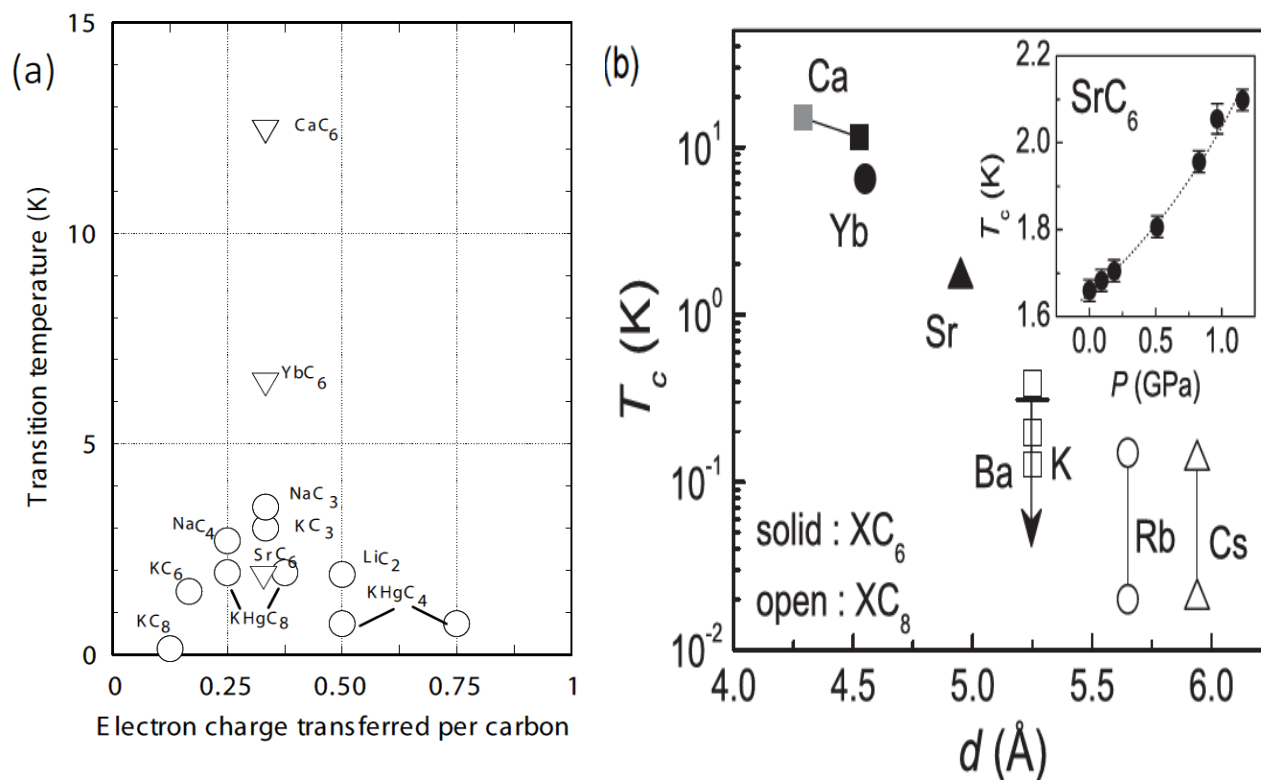 (a)
Transition temperature (K)
15
10
5
0
CaC6
YbC6
NaC3
KC3
NaC4
SrC6
LiC2
KC6
KHgC4
KHgC8
KC8
0 0.25 0.50 0.75 1
Electron charge transferred per carbon
(b)
Tc (K)
10^1
10^0
10^-1
10^-2
Ca
Yb
Sr
Ba K
Rb
Cs
solid : XC6
open : XC8
4.0 4.5 5.0 5.5 6.0
d (Å)
SrC6
Tc (K)
2.2
2.0
1.8
1.6
0.0 0.5 1.0
P (GPa)